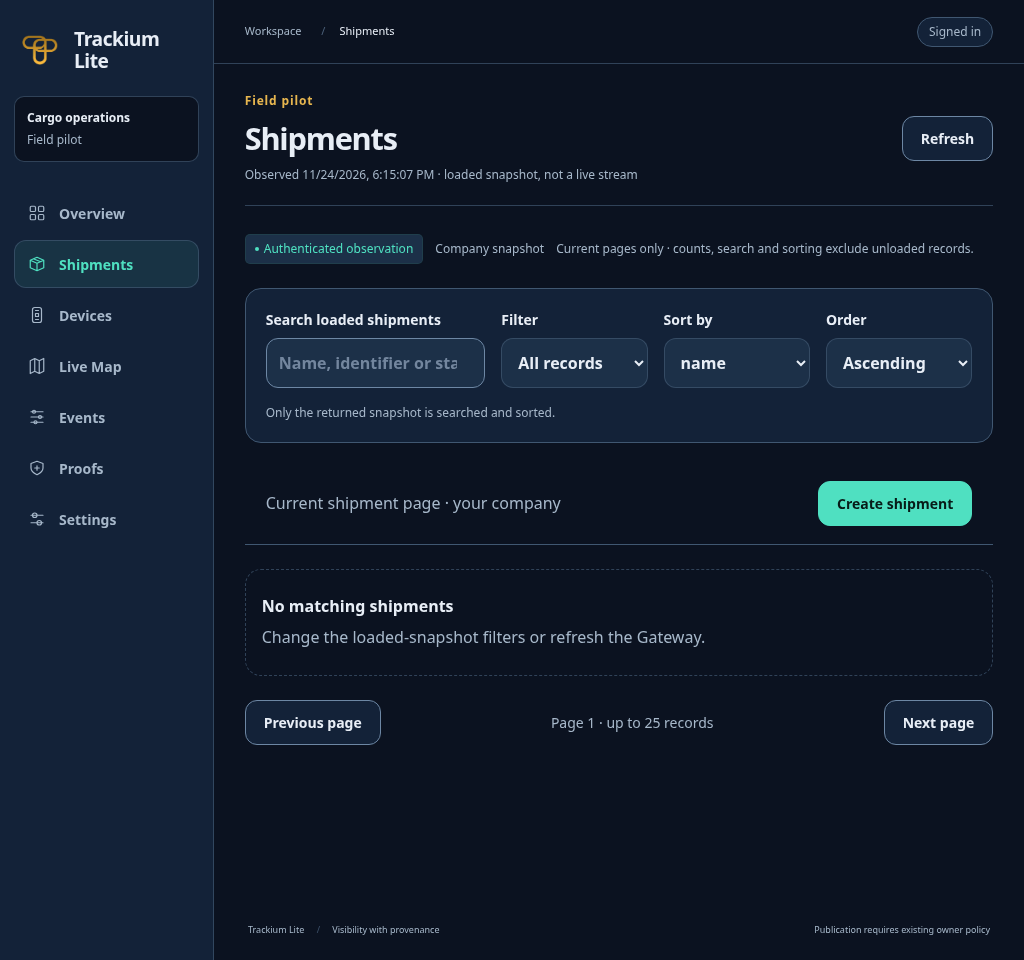 Trackium
Lite
Cargo operations
Field pilot
Overview
Shipments
Devices
Live Map
Events
Proofs
Settings
Workspace / Shipments
Signed in
Field pilot
Shipments
Refresh
Observed 11/24/2026, 6:15:07 PM · loaded snapshot, not a live stream
• Authenticated observation Company snapshot Current pages only · counts, search and sorting exclude unloaded records.
Search loaded shipments Filter Sort by Order
Name, identifier or sta All records name Ascending
Only the returned snapshot is searched and sorted.
Current shipment page · your company Create shipment
No matching shipments
Change the loaded-snapshot filters or refresh the Gateway.
Previous page Page 1 · up to 25 records Next page
Trackium Lite / Visibility with provenance Publication requires existing owner policy